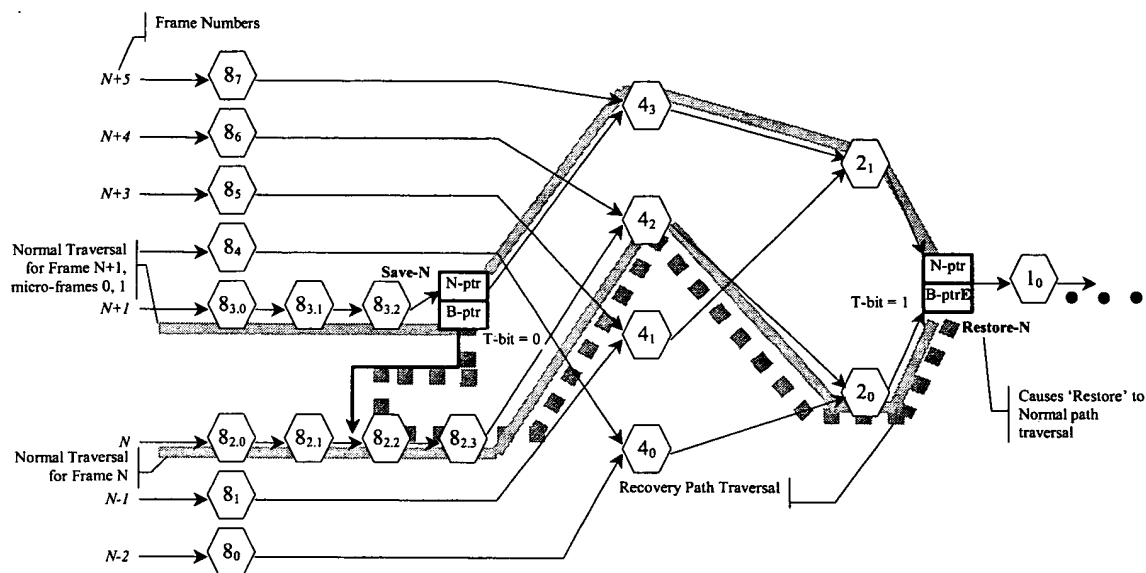 Frame Numbers
N+5
8₇
4₃
N+4
8₆
2₁
N+3
8₅
4₂
Normal Traversal
for Frame N+1,
micro-frames 0, 1
8₄
Save-N
N-ptr
B-ptr
T-bit = 0
N+1
8₃.₀
8₃.₁
8₃.₂
N-ptr
B-ptrE
T-bit = 1
1₀
Restore-N
4₁
2₀
Causes 'Restore' to
Normal path
traversal
N
8₂.₀
8₂.₁
8₂.₂
8₂.₃
Normal Traversal
for Frame N
4₀
Recovery Path Traversal
N-1
8₁
N-2
8₀